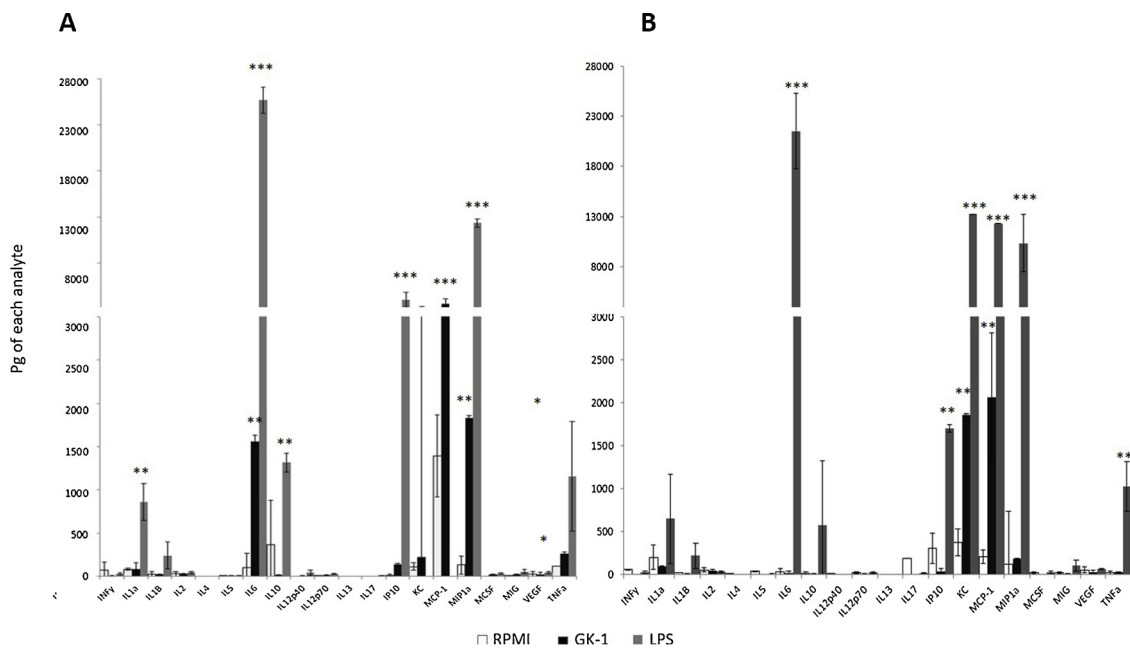 A
B
Pg of each analyte
28000
23000
18000
13000
8000
3000
2500
2000
1500
1000
500
0
***
***
***
***
**
**
**
**
*
*
INFγ
IL1a
IL1B
IL2
IL4
IL5
IL6
IL10
IL12p40
IL12p70
IL13
IL17
IP10
KC
MCP-1
MIP1a
MCSF
MIG
VEGF
TNFa
28000
23000
18000
13000
8000
3000
2500
2000
1500
1000
500
0
***
***
***
***
**
**
**
**
INFγ
IL1a
IL1B
IL2
IL4
IL5
IL6
IL10
IL12p40
IL12p70
IL13
IL17
IP10
KC
MCP-1
MIP1a
MCSF
MIG
VEGF
TNFa
RPMI GK-1 LPS